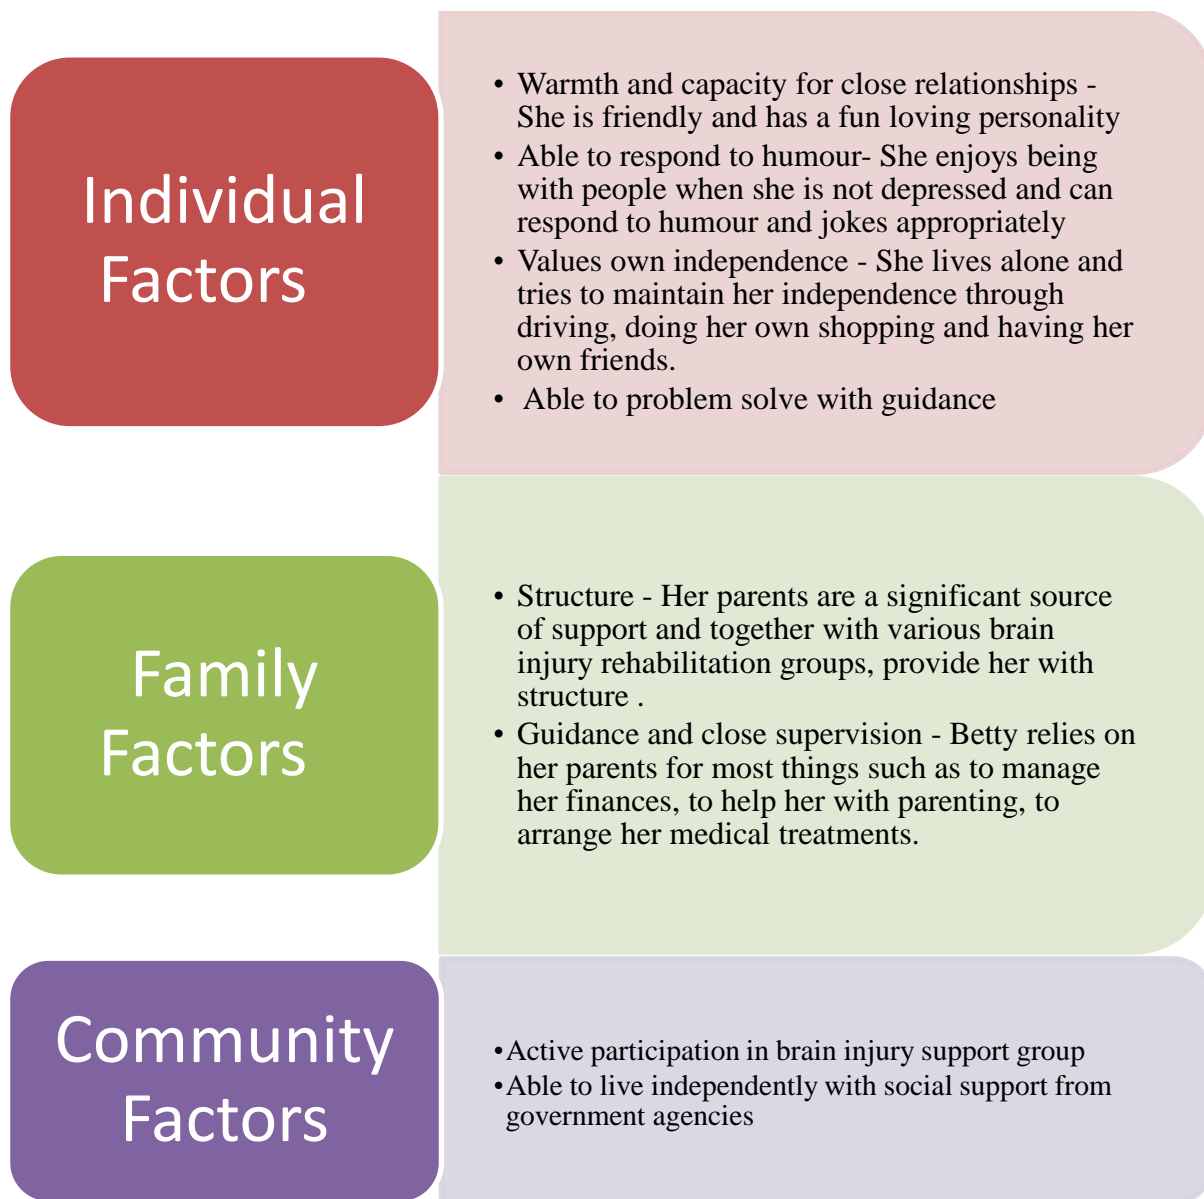 Individual
Factors
• Warmth and capacity for close relationships -
She is friendly and has a fun loving personality
• Able to respond to humour- She enjoys being
with people when she is not depressed and can
respond to humour and jokes appropriately
• Values own independence - She lives alone and
tries to maintain her independence through
driving, doing her own shopping and having her
own friends.
• Able to problem solve with guidance
Family
Factors
• Structure - Her parents are a significant source
of support and together with various brain
injury rehabilitation groups, provide her with
structure .
• Guidance and close supervision - Betty relies on
her parents for most things such as to manage
her finances, to help her with parenting, to
arrange her medical treatments.
Community
Factors
•Active participation in brain injury support group
•Able to live independently with social support from
government agencies